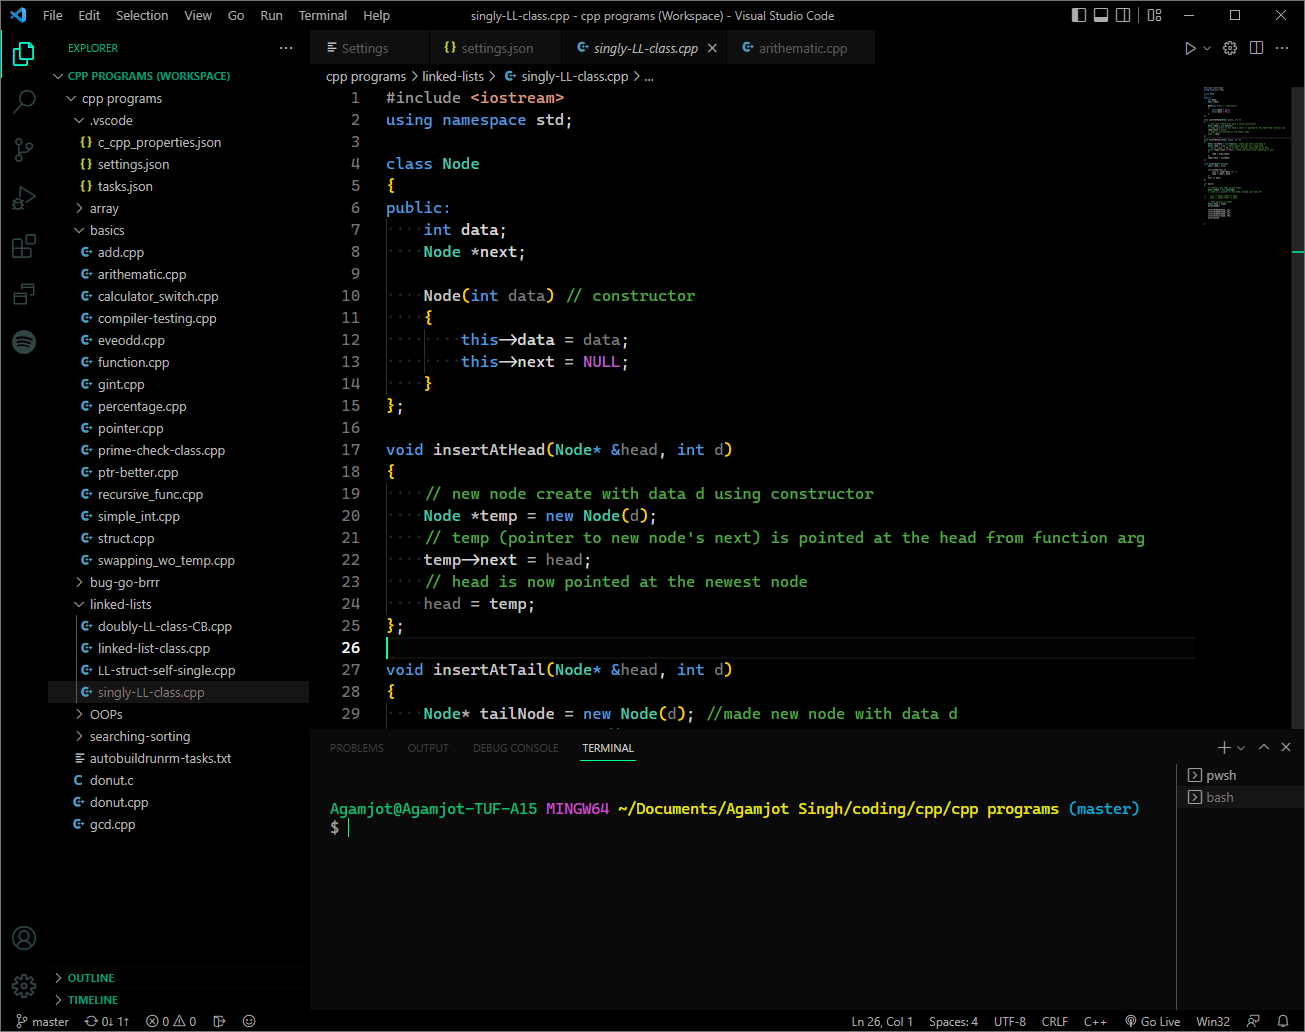 File Edit Selection View Go Run Terminal Help singly-LL-class.cpp - cpp programs (Workspace) - Visual Studio Code
EXPLORER
CPP PROGRAMS (WORKSPACE)
cpp programs
.vscode
{} c_cpp_properties.json
{} settings.json
{} tasks.json
array
basics
add.cpp
arithematic.cpp
calculator_switch.cpp
compiler-testing.cpp
eveodd.cpp
function.cpp
gint.cpp
percentage.cpp
pointer.cpp
prime-check-class.cpp
ptr-better.cpp
recursive_func.cpp
simple_int.cpp
struct.cpp
swapping_wo_temp.cpp
bug-go-brrr
linked-lists
doubly-LL-class-CB.cpp
linked-list-class.cpp
LL-struct-self-single.cpp
singly-LL-class.cpp
OOPs
searching-sorting
autobuildrunrm-tasks.txt
donut.c
donut.cpp
gcd.cpp
OUTLINE
TIMELINE
Settings {} settings.json singly-LL-class.cpp arithematic.cpp
cpp programs > linked-lists > singly-LL-class.cpp > ...
1 #include <iostream>
2 using namespace std;
3
4 class Node
5 {
6 public:
7 int data;
8 Node *next;
9
10 Node(int data) // constructor
11 {
12 this->data = data;
13 this->next = NULL;
14 }
15 };
16
17 void insertAtHead(Node* &head, int d)
18 {
19 // new node create with data d using constructor
20 Node *temp = new Node(d);
21 // temp (pointer to new node's next) is pointed at the head from function arg
22 temp->next = head;
23 // head is now pointed at the newest node
24 head = temp;
25 };
26
27 void insertAtTail(Node* &head, int d)
28 {
29 Node* tailNode = new Node(d); //made new node with data d
PROBLEMS OUTPUT DEBUG CONSOLE TERMINAL
Agamjot@Agamjot-TUF-A15 MINGW64 ~/Documents/Agamjot Singh/coding/cpp/cpp programs (master)
$
pwsh
bash
master 0↓ 1↑ 0 0 Ln 26, Col 1 Spaces: 4 UTF-8 CRLF C++ Go Live Win32